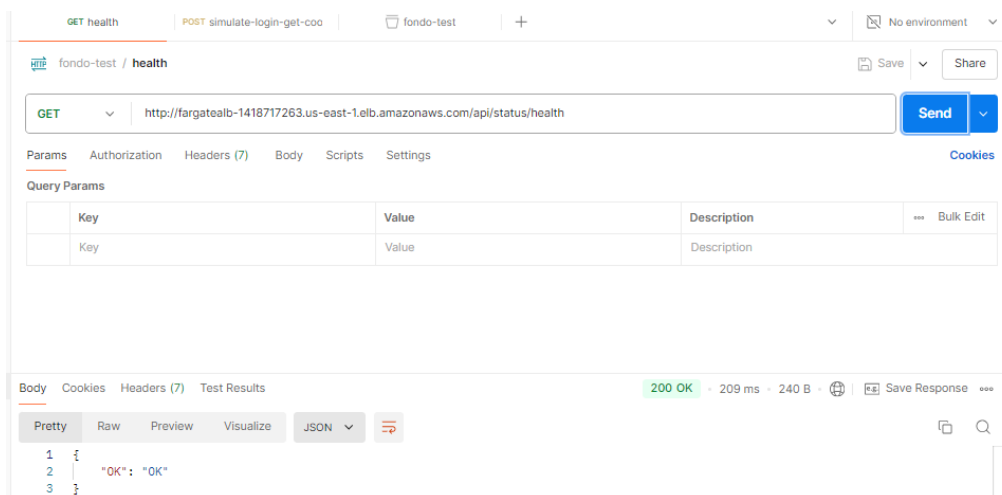 GET health POST simulate-login-get-coo fondo-test No environment
HTTP fondo-test / health Save Share
GET http://fargatealb-1418717263.us-east-1.elb.amazonaws.com/api/status/health Send
Params Authorization Headers (7) Body Scripts Settings Cookies
Query Params
Key Value Description Bulk Edit
Key Value Description
Body Cookies Headers (7) Test Results 200 OK 209 ms 240 B e.g. Save Response
Pretty Raw Preview Visualize JSON
1 {
2 "OK": "OK"
3 }